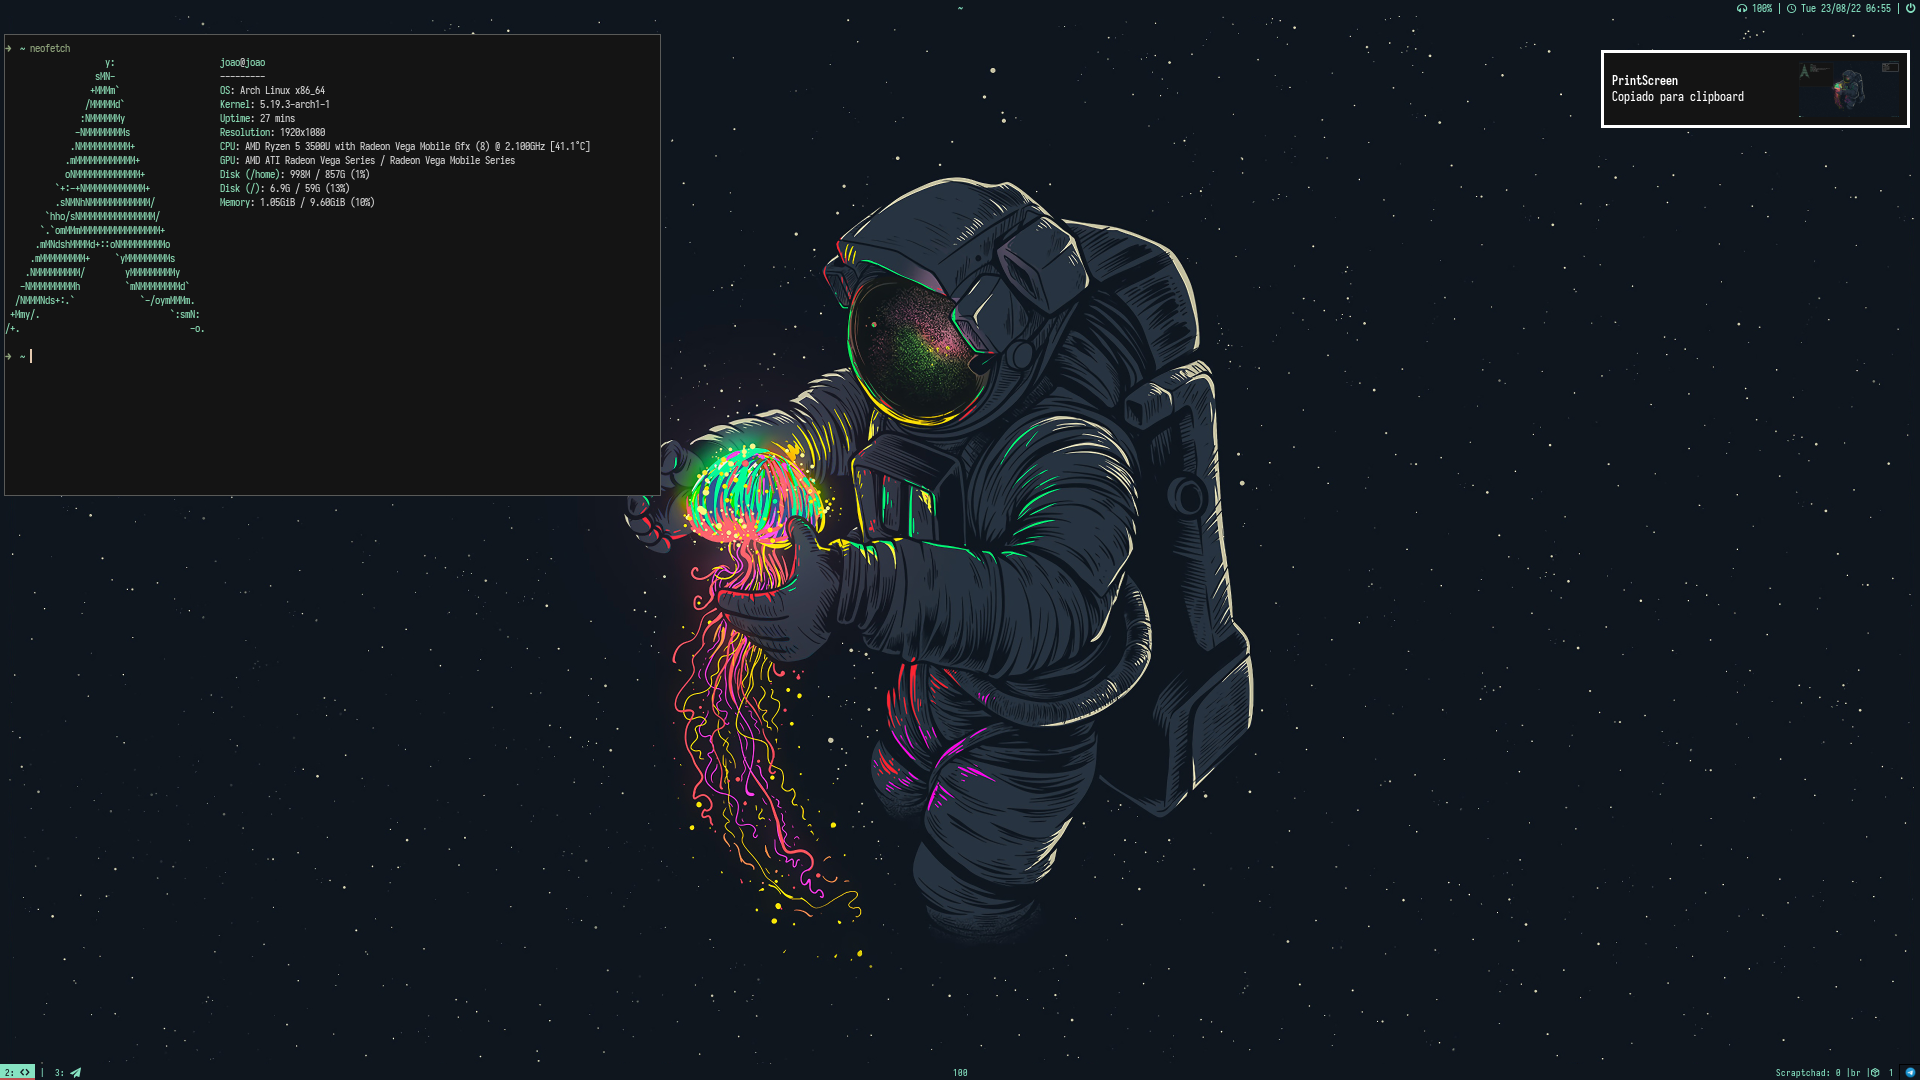 ~
100% | Tue 23/08/22 06:55 |
→ ~ neofetch
y:
sMN-
+MMMm`
/MMMMMd`
:NMMMMMMy
-NMMMMMMMMs
.NMMMMMMMMMM+
.mMMMMMMMMMMMM+
oNMMMMMMMMMMMMM+
`+:-+NMMMMMMMMMMMM+
.sNMNhNMMMMMMMMMMMM/
`hho/sNMMMMMMMMMMMMMMM/
`.`omMMmMMMMMMMMMMMMMMMM+
.mMNdshMMMMd+::oNMMMMMMMMMo
.mMMMMMMMMM+     `yMMMMMMMMMs
.NMMMMMMMMMM/        yMMMMMMMMMy
-NMMMMMMMMMh         `mNMMMMMMMMd`
/NMMMNds+:.`             `-/oymMMMm.
+Mmy/.                          `:smN:
/+.                                  -o.
joao@joao
---------
OS: Arch Linux x86_64
Kernel: 5.19.3-arch1-1
Uptime: 27 mins
Resolution: 1920x1080
CPU: AMD Ryzen 5 3500U with Radeon Vega Mobile Gfx (8) @ 2.100GHz [41.1°C]
GPU: AMD ATI Radeon Vega Series / Radeon Vega Mobile Series
Disk (/home): 998M / 857G (1%)
Disk (/): 6.9G / 59G (13%)
Memory: 1.05GiB / 9.60GiB (10%)
→ ~
PrintScreen
Copiado para clipboard
2: <> | 3:
100
Scraptchad: 0 |br | 1